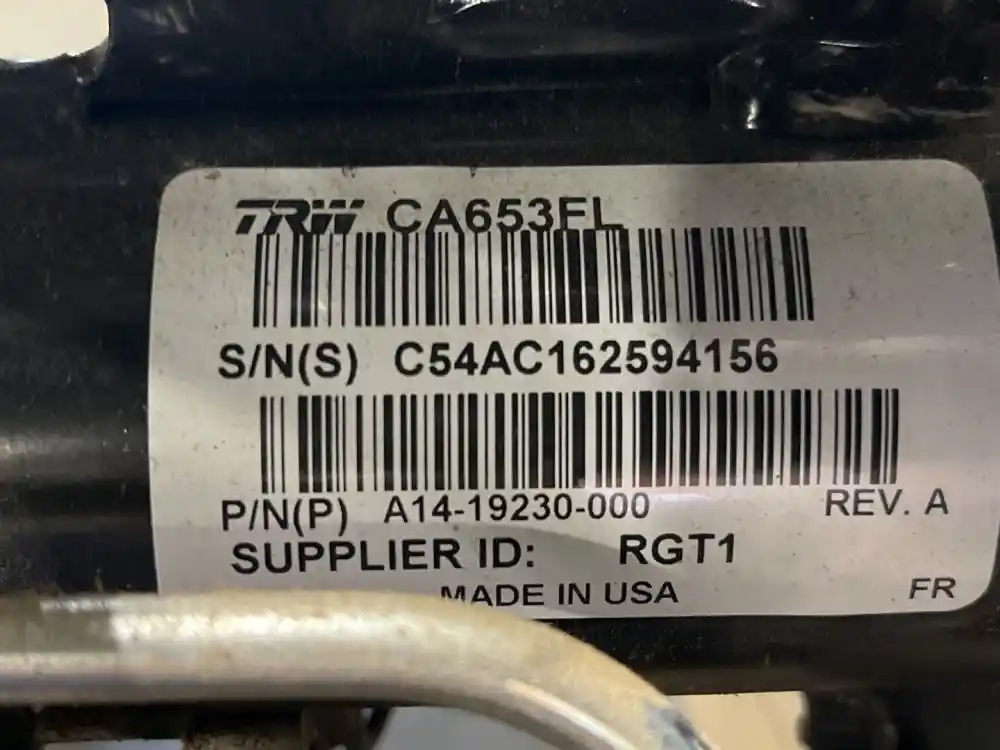 TRW CA653FL
S/N(S) C54AC162594156
P/N(P) A14-19230-000 REV. A
SUPPLIER ID: RGT1
MADE IN USA FR